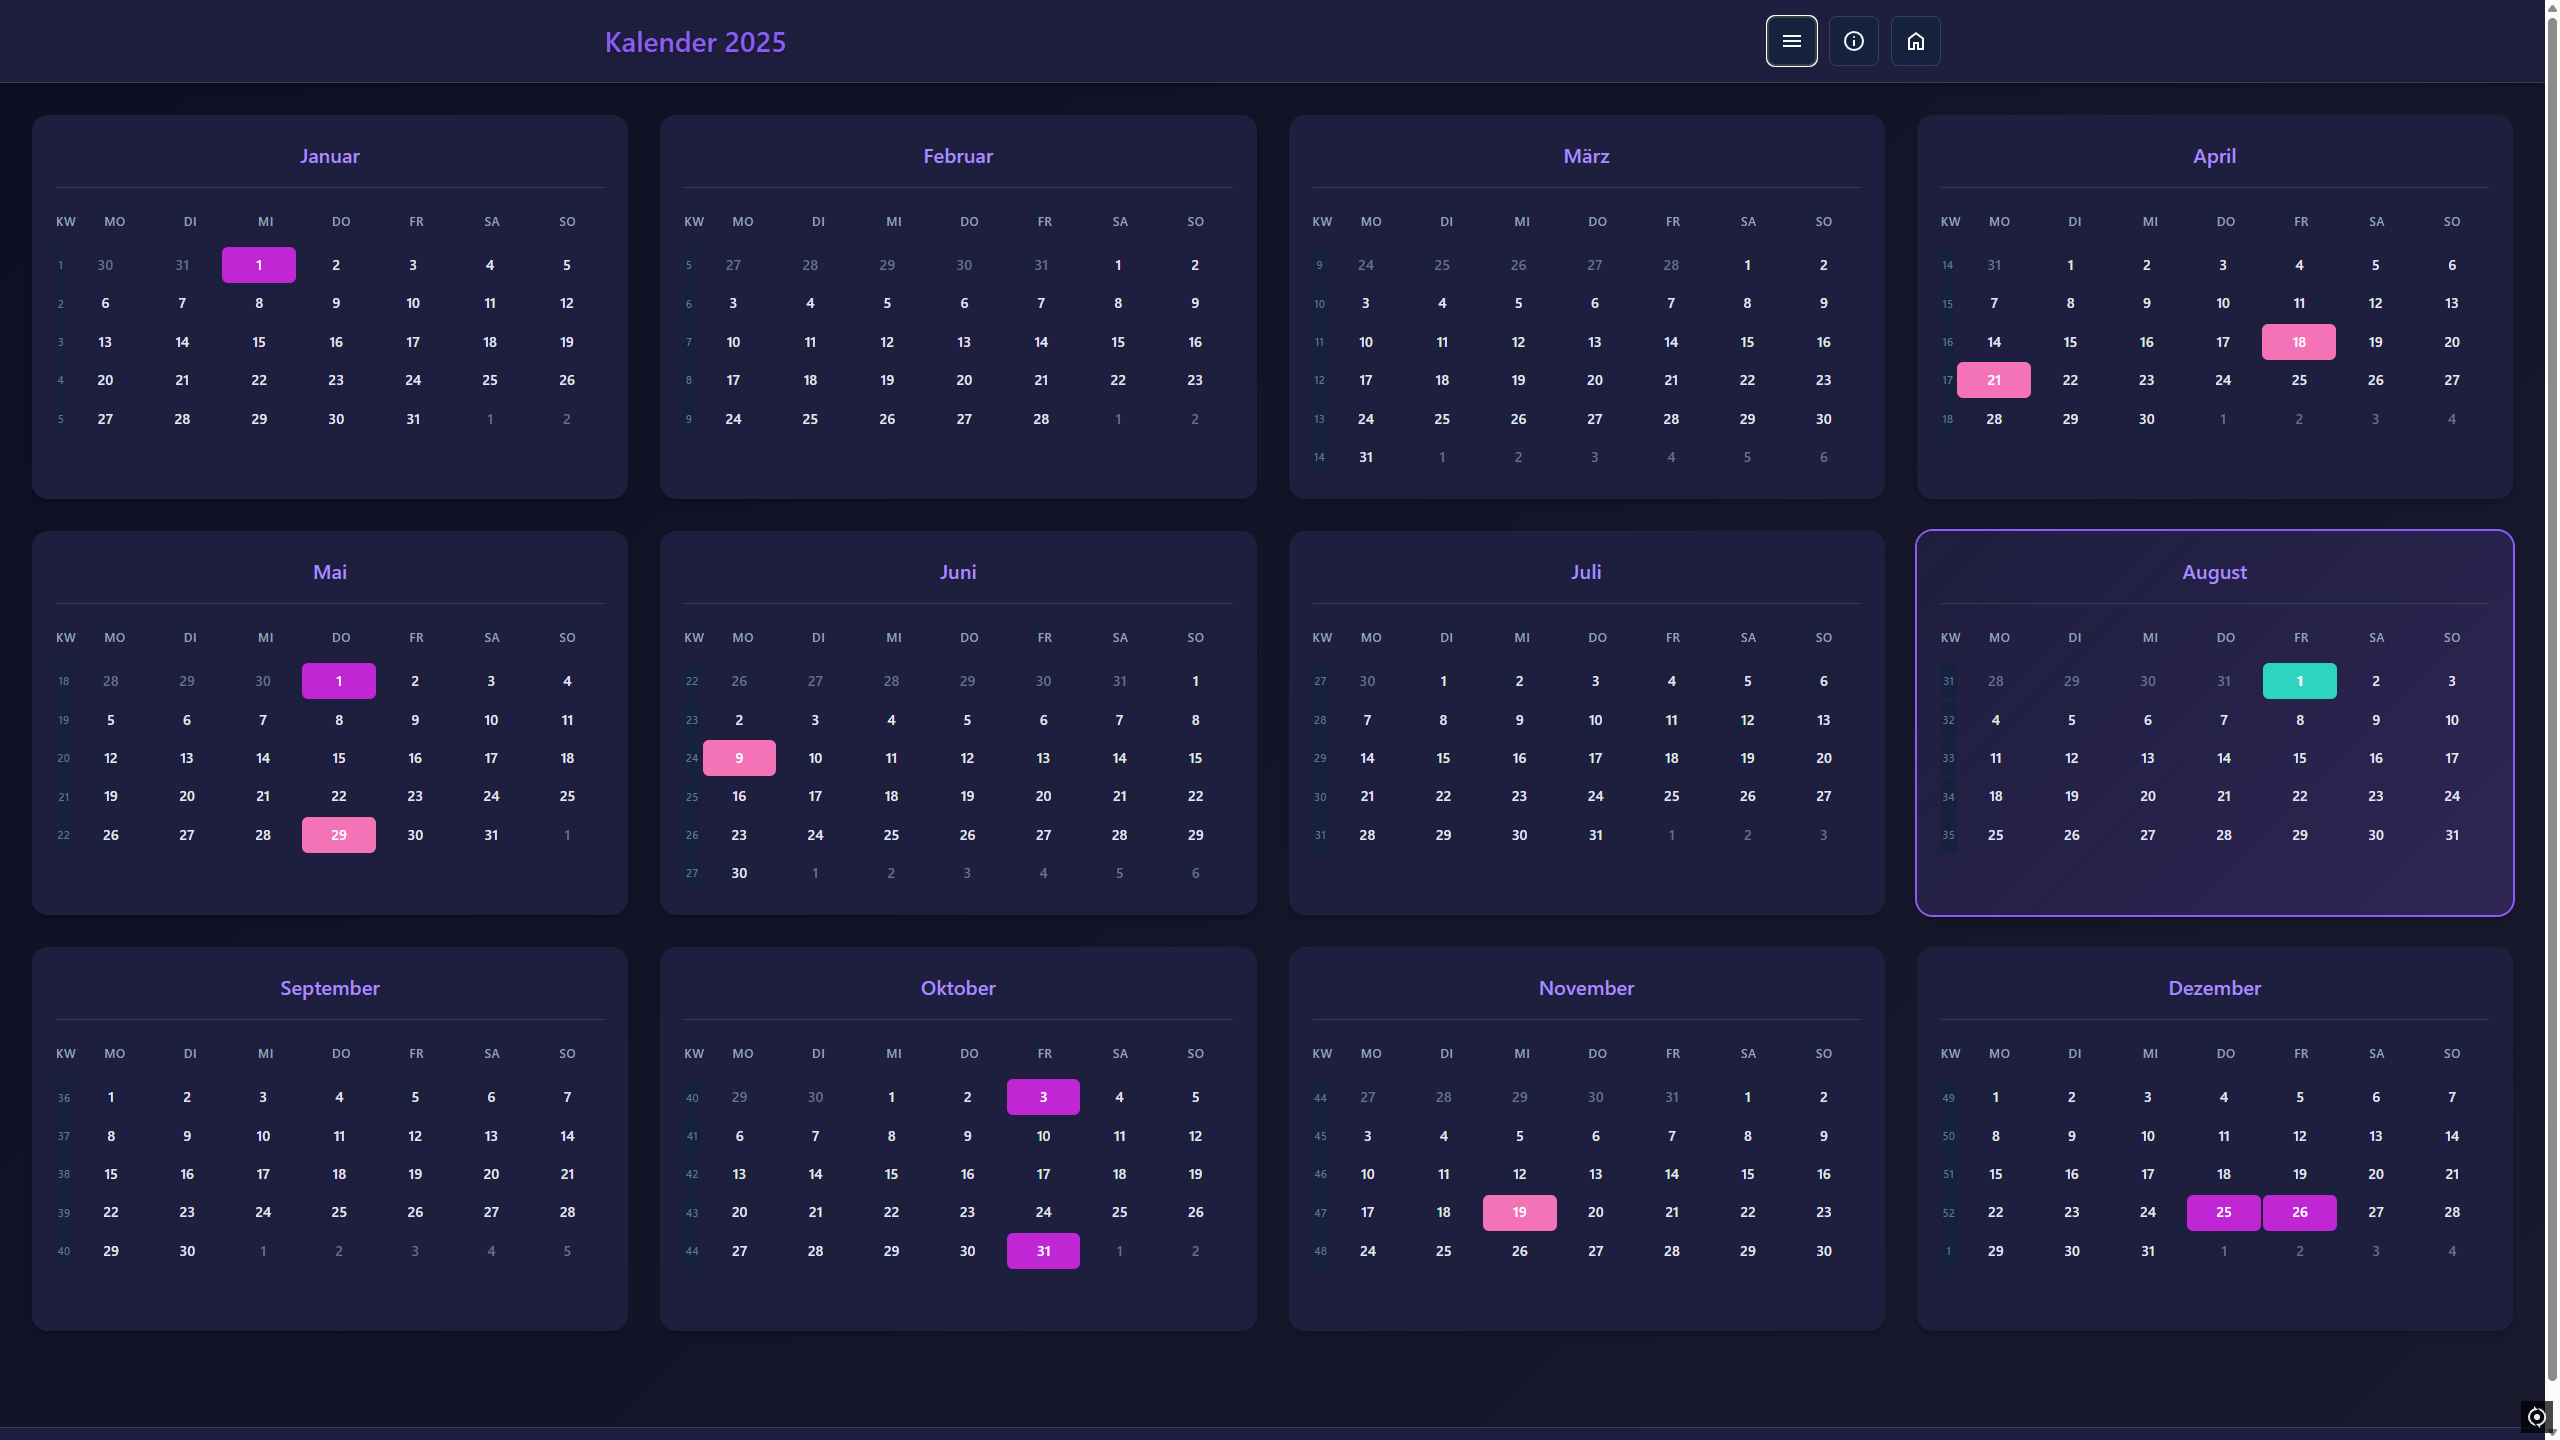 Kalender 2025
Januar
KW MO DI MI DO FR SA SO
1 30 31 1 2 3 4 5
2 6 7 8 9 10 11 12
3 13 14 15 16 17 18 19
4 20 21 22 23 24 25 26
5 27 28 29 30 31 1 2
Februar
KW MO DI MI DO FR SA SO
5 27 28 29 30 31 1 2
6 3 4 5 6 7 8 9
7 10 11 12 13 14 15 16
8 17 18 19 20 21 22 23
9 24 25 26 27 28 1 2
März
KW MO DI MI DO FR SA SO
9 24 25 26 27 28 1 2
10 3 4 5 6 7 8 9
11 10 11 12 13 14 15 16
12 17 18 19 20 21 22 23
13 24 25 26 27 28 29 30
14 31 1 2 3 4 5 6
April
KW MO DI MI DO FR SA SO
14 31 1 2 3 4 5 6
15 7 8 9 10 11 12 13
16 14 15 16 17 18 19 20
17 21 22 23 24 25 26 27
18 28 29 30 1 2 3 4
Mai
KW MO DI MI DO FR SA SO
18 28 29 30 1 2 3 4
19 5 6 7 8 9 10 11
20 12 13 14 15 16 17 18
21 19 20 21 22 23 24 25
22 26 27 28 29 30 31 1
Juni
KW MO DI MI DO FR SA SO
22 26 27 28 29 30 31 1
23 2 3 4 5 6 7 8
24 9 10 11 12 13 14 15
25 16 17 18 19 20 21 22
26 23 24 25 26 27 28 29
27 30 1 2 3 4 5 6
Juli
KW MO DI MI DO FR SA SO
27 30 1 2 3 4 5 6
28 7 8 9 10 11 12 13
29 14 15 16 17 18 19 20
30 21 22 23 24 25 26 27
31 28 29 30 31 1 2 3
August
KW MO DI MI DO FR SA SO
31 28 29 30 31 1 2 3
32 4 5 6 7 8 9 10
33 11 12 13 14 15 16 17
34 18 19 20 21 22 23 24
35 25 26 27 28 29 30 31
September
KW MO DI MI DO FR SA SO
36 1 2 3 4 5 6 7
37 8 9 10 11 12 13 14
38 15 16 17 18 19 20 21
39 22 23 24 25 26 27 28
40 29 30 1 2 3 4 5
Oktober
KW MO DI MI DO FR SA SO
40 29 30 1 2 3 4 5
41 6 7 8 9 10 11 12
42 13 14 15 16 17 18 19
43 20 21 22 23 24 25 26
44 27 28 29 30 31 1 2
November
KW MO DI MI DO FR SA SO
44 27 28 29 30 31 1 2
45 3 4 5 6 7 8 9
46 10 11 12 13 14 15 16
47 17 18 19 20 21 22 23
48 24 25 26 27 28 29 30
Dezember
KW MO DI MI DO FR SA SO
49 1 2 3 4 5 6 7
50 8 9 10 11 12 13 14
51 15 16 17 18 19 20 21
52 22 23 24 25 26 27 28
1 29 30 31 1 2 3 4